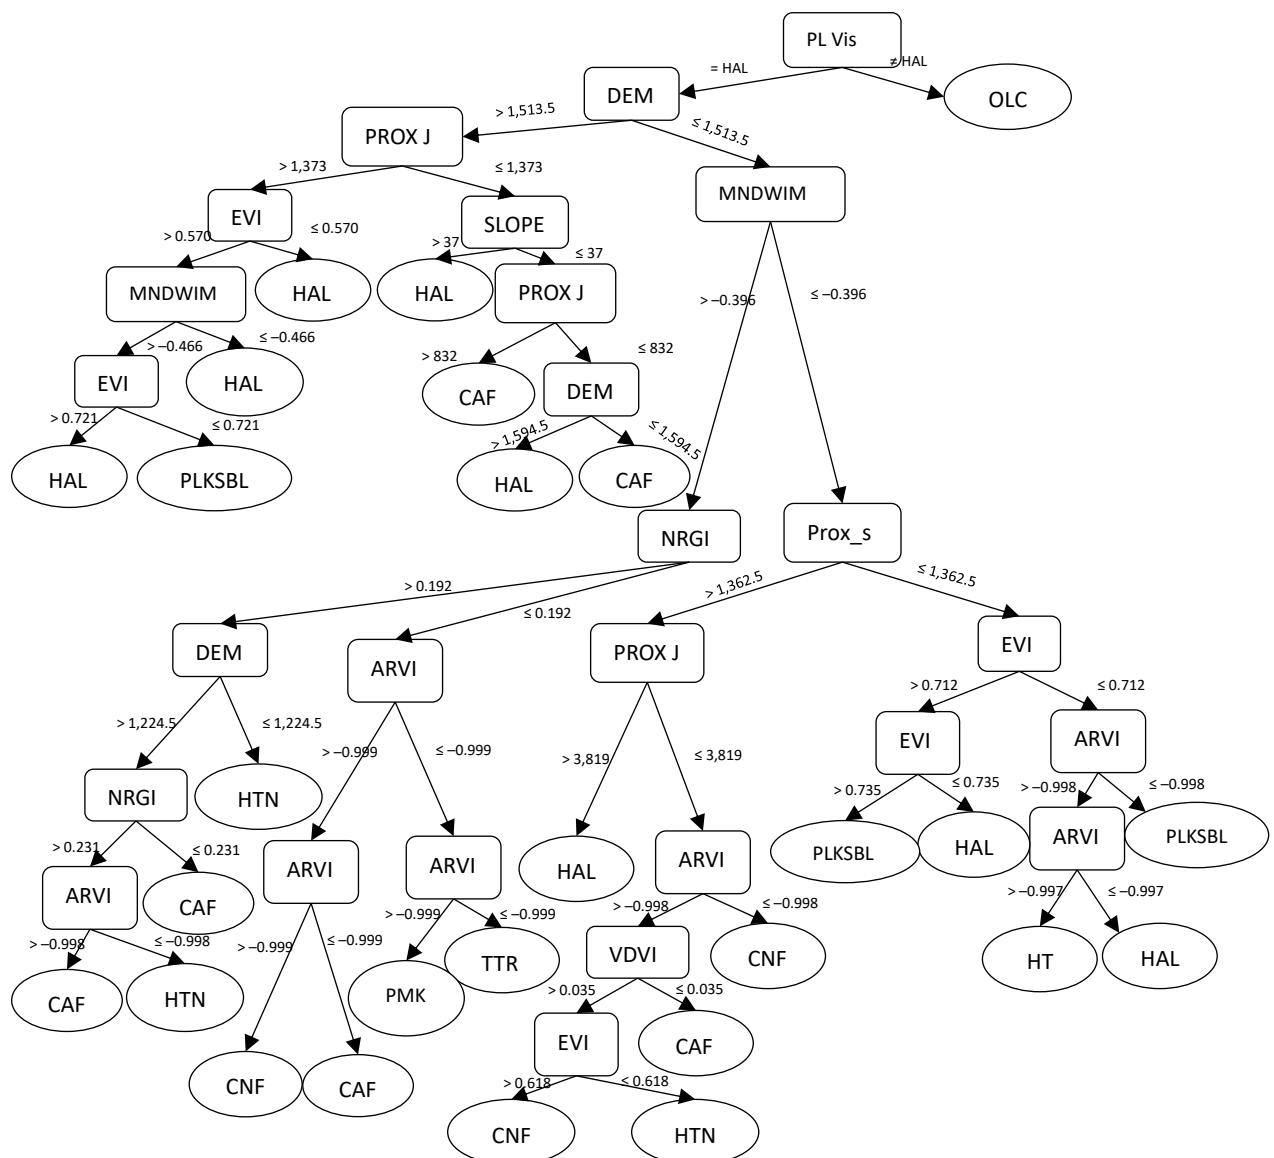 PL Vis
= HAL
≠ HAL
DEM
OLC
> 1,513.5
≤ 1,513.5
PROX J
MNDWIM
> 1,373
≤ 1,373
EVI
SLOPE
> 0.570
≤ 0.570
> 37
≤ 37
MNDWIM
HAL
HAL
PROX J
> –0.396
≤ –0.396
> –0.466
≤ –0.466
> 832
≤ 832
EVI
HAL
CAF
DEM
> 0.721
≤ 0.721
> 1,594.5
≤ 1,594.5
HAL
PLKSBL
HAL
CAF
NRGI
Prox_s
> 0.192
≤ 0.192
> 1,362.5
≤ 1,362.5
DEM
ARVI
PROX J
EVI
> 0.712
≤ 0.712
> 1,224.5
≤ 1,224.5
> –0.999
≤ –0.999
> 3,819
≤ 3,819
EVI
ARVI
NRGI
HTN
> 0.735
≤ 0.735
> –0.998
≤ –0.998
> 0.231
≤ 0.231
ARVI
ARVI
HAL
ARVI
PLKSBL
HAL
ARVI
PLKSBL
ARVI
CAF
> –0.999
≤ –0.999
> –0.998
≤ –0.998
> –0.997
≤ –0.997
> –0.998
≤ –0.998
> –0.999
≤ –0.999
PMK
TTR
VDVI
CNF
HT
HAL
CAF
HTN
> 0.035
≤ 0.035
EVI
CAF
CNF
CAF
> 0.618
≤ 0.618
CNF
HTN